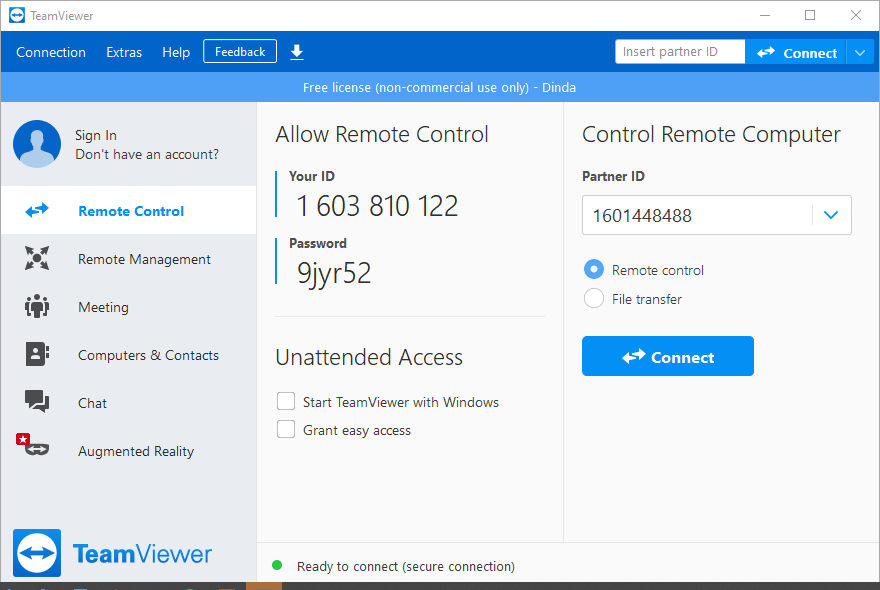 TeamViewer
Connection Extras Help Feedback Insert partner ID Connect
Free license (non-commercial use only) - Dinda
Sign In
Don't have an account?
Remote Control
Remote Management
Meeting
Computers & Contacts
Chat
Augmented Reality
TeamViewer
Allow Remote Control
Your ID
1 603 810 122
Password
9jyr52
Unattended Access
Start TeamViewer with Windows
Grant easy access
Control Remote Computer
Partner ID
1601448488
Remote control
File transfer
Connect
Ready to connect (secure connection)